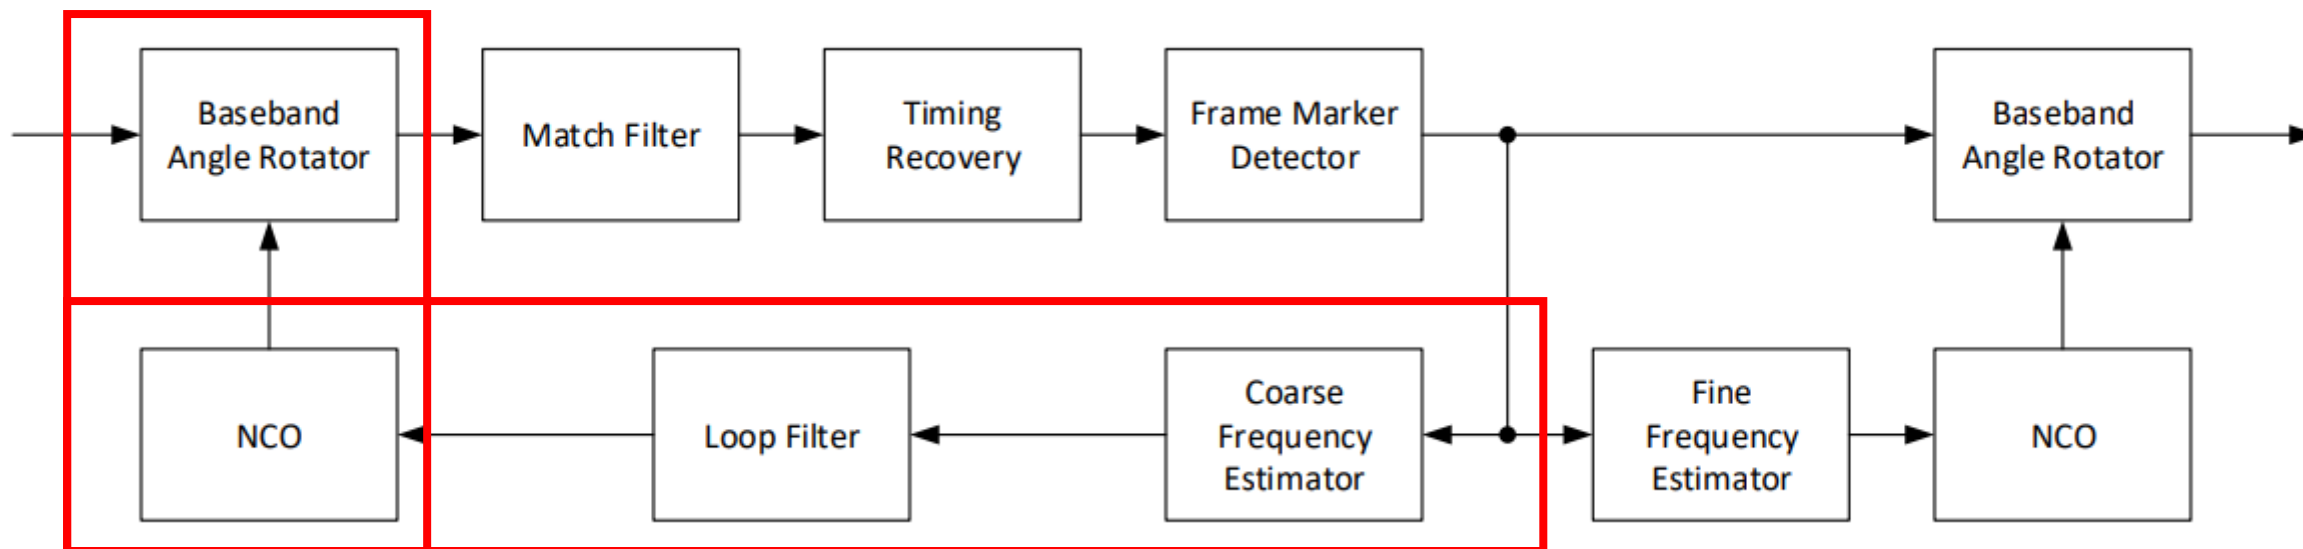 Baseband
Angle Rotator
Match Filter
Timing
Recovery
Frame Marker
Detector
Baseband
Angle Rotator
NCO
Loop Filter
Coarse
Frequency
Estimator
Fine
Frequency
Estimator
NCO